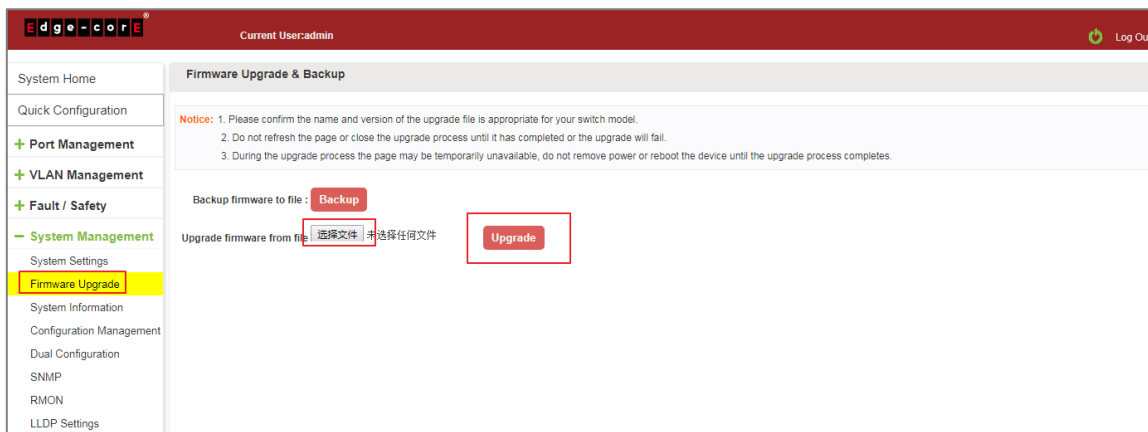 Edge-corE®
Current User:admin
Log Ou
System Home
Quick Configuration
+ Port Management
+ VLAN Management
+ Fault / Safety
− System Management
System Settings
Firmware Upgrade
System Information
Configuration Management
Dual Configuration
SNMP
RMON
LLDP Settings
Firmware Upgrade & Backup
Notice: 1. Please confirm the name and version of the upgrade file is appropriate for your switch model.
2. Do not refresh the page or close the upgrade process until it has completed or the upgrade will fail.
3. During the upgrade process the page may be temporarily unavailable, do not remove power or reboot the device until the upgrade process completes.
Backup firmware to file : Backup
Upgrade firmware from file 选择文件 未选择任何文件 Upgrade